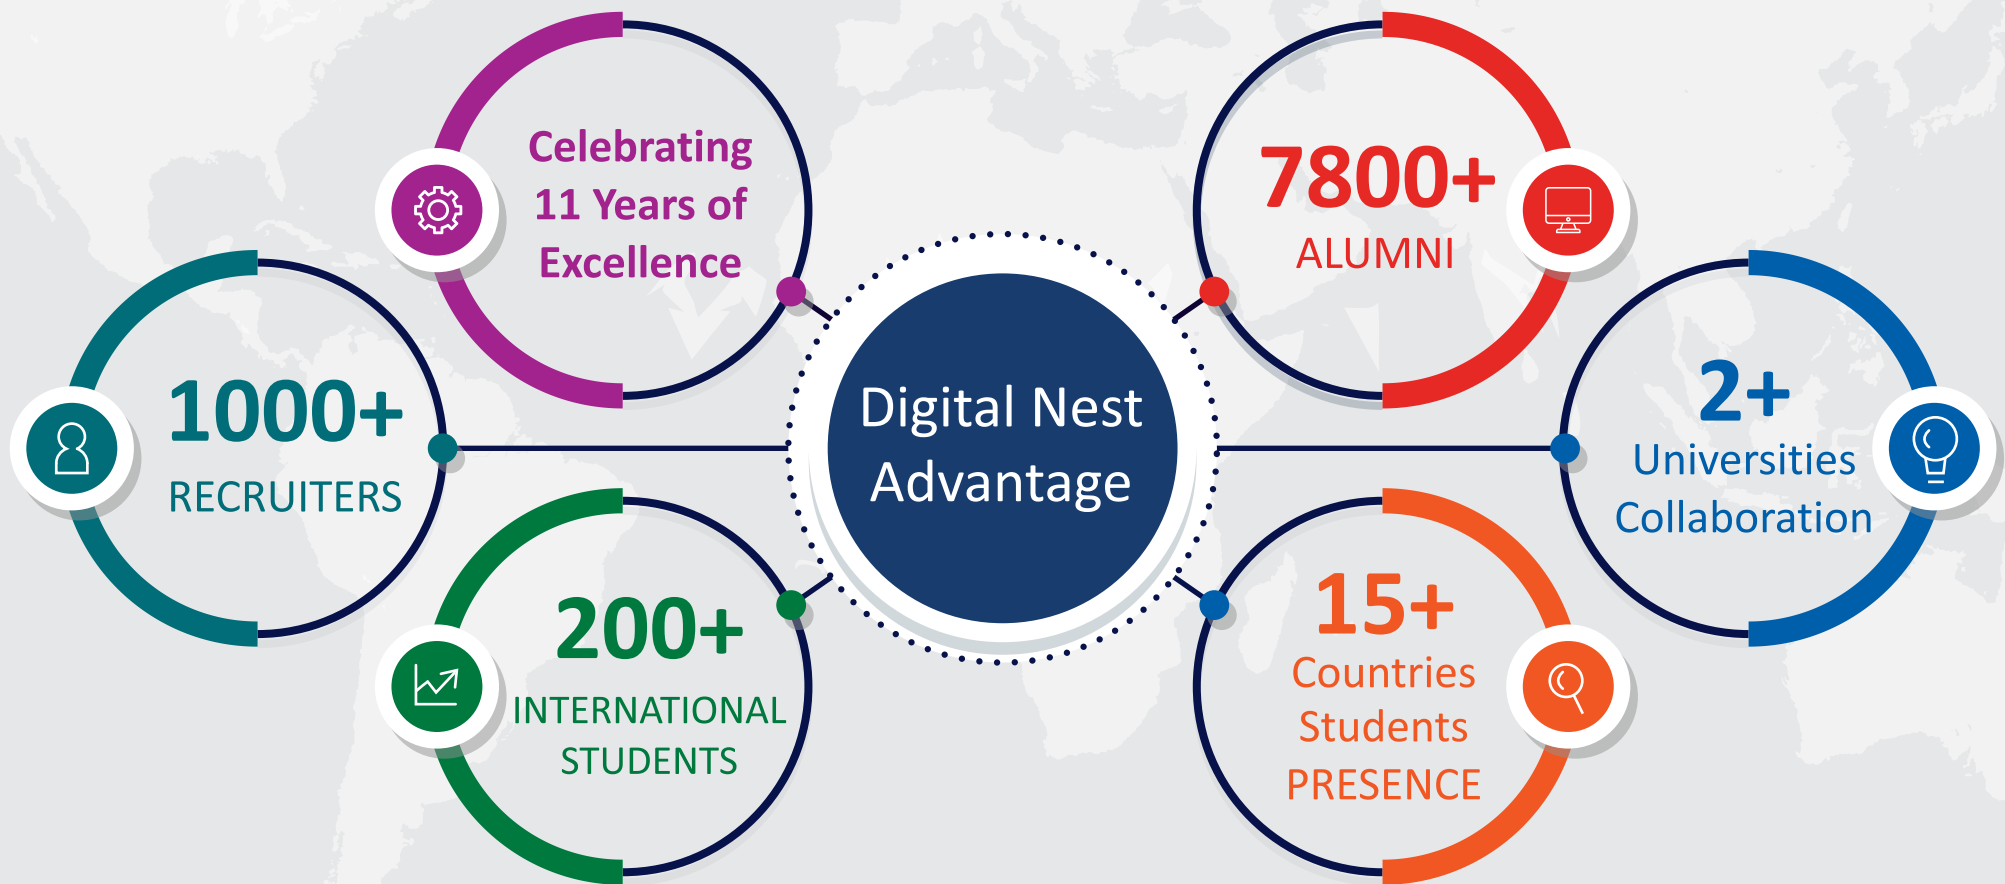 Celebrating
11 Years of
Excellence
7800+
ALUMNI
1000+
RECRUITERS
Digital Nest
Advantage
2+
Universities
Collaboration
200+
INTERNATIONAL
STUDENTS
15+
Countries
Students
PRESENCE